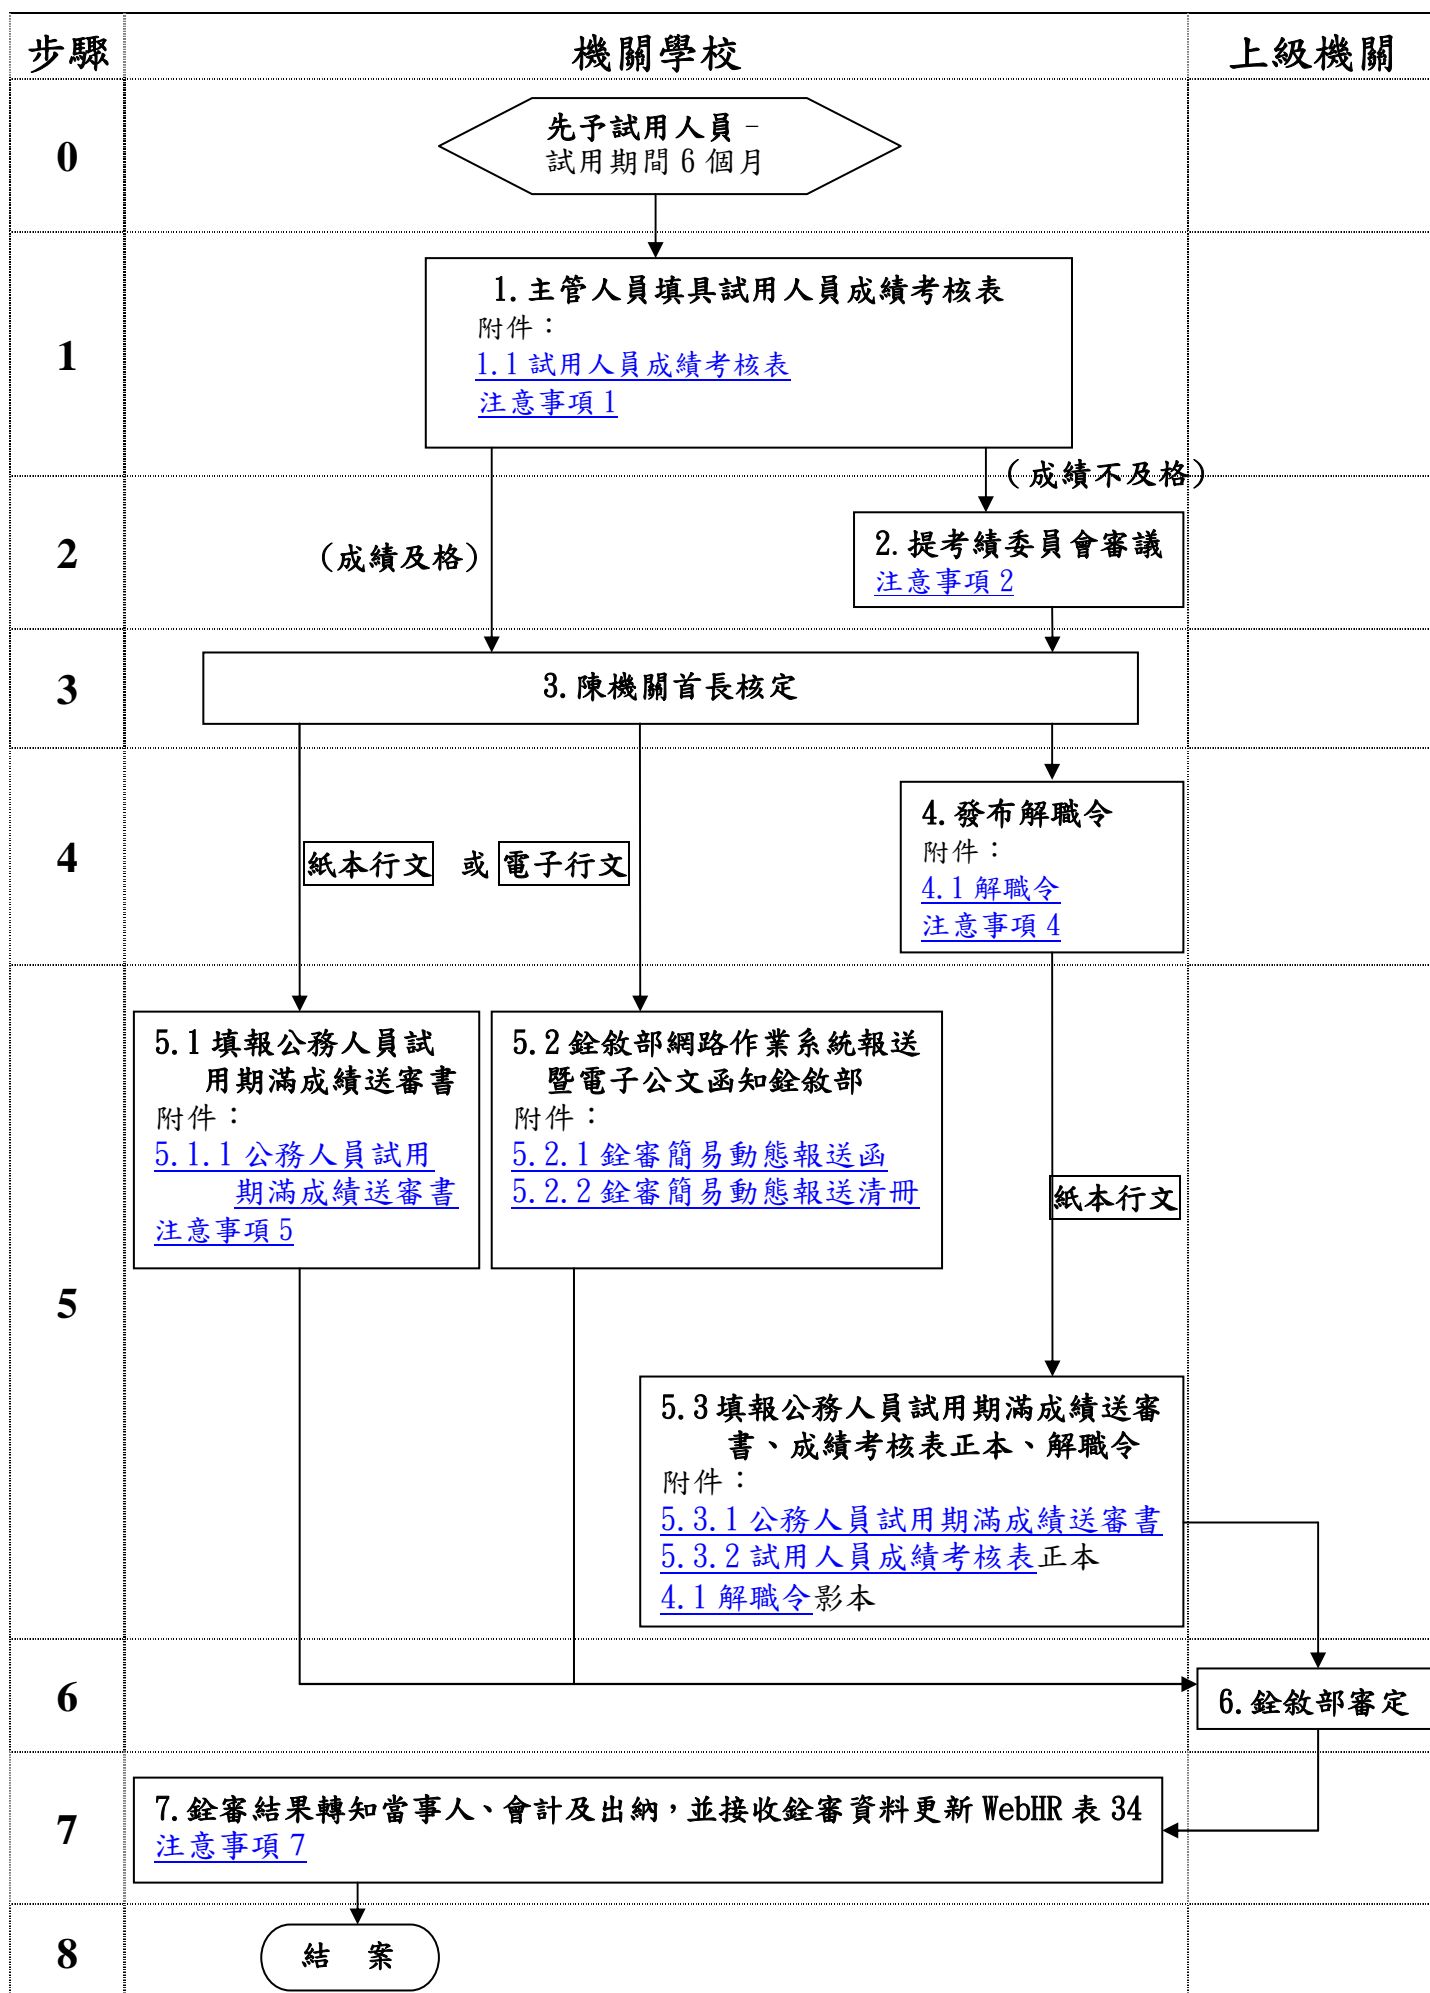 步驟
機關學校
上級機關
0
先予試用人員–
試用期間 6 個月
1
1.主管人員填具試用人員成績考核表
附件：
1.1 試用人員成績考核表
注意事項 1
（成績不及格）
2
（成績及格）
2.提考績委員會審議
注意事項 2
3
3.陳機關首長核定
4
紙本行文 或 電子行文
4.發布解職令
附件：
4.1 解職令
注意事項 4
5
5.1 填報公務人員試
用期滿成績送審書
附件：
5.1.1 公務人員試用
期滿成績送審書
注意事項 5
5.2 銓敘部網路作業系統報送
暨電子公文函知銓敘部
附件：
5.2.1 銓審簡易動態報送函
5.2.2 銓審簡易動態報送清冊
紙本行文
5.3 填報公務人員試用期滿成績送審
書、成績考核表正本、解職令
附件：
5.3.1 公務人員試用期滿成績送審書
5.3.2 試用人員成績考核表正本
4.1 解職令影本
6
6.銓敘部審定
7
7.銓審結果轉知當事人、會計及出納，並接收銓審資料更新 WebHR 表 34
注意事項 7
8
結 案